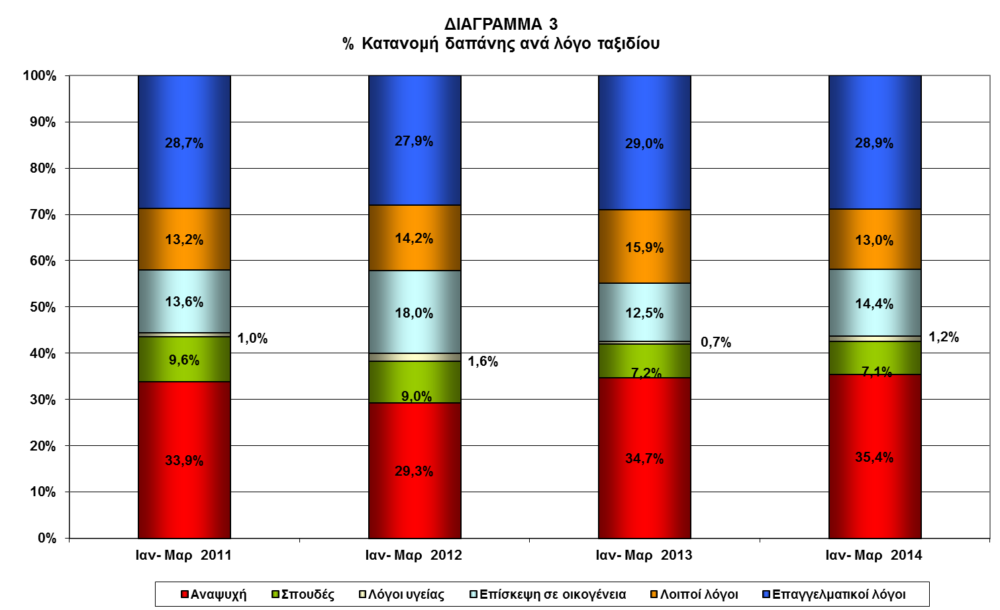 ΔΙΑΓΡΑΜΜΑ 3
% Κατανομή δαπάνης ανά λόγο ταξιδίου
100%
90%
80%
70%
60%
50%
40%
30%
20%
10%
0%
28,7% 27,9% 29,0% 28,9%
13,2% 14,2% 15,9% 13,0%
13,6% 18,0% 12,5% 14,4%
1,0% 1,6% 0,7% 1,2%
9,6% 9,0% 7,2% 7,1%
33,9% 29,3% 34,7% 35,4%
Ιαν- Μαρ 2011 Ιαν- Μαρ 2012 Ιαν- Μαρ 2013 Ιαν- Μαρ 2014
Αναψυχή Σπουδές Λόγοι υγείας Επίσκεψη σε οικογένεια Λοιποί λόγοι Επαγγελματικοί λόγοι